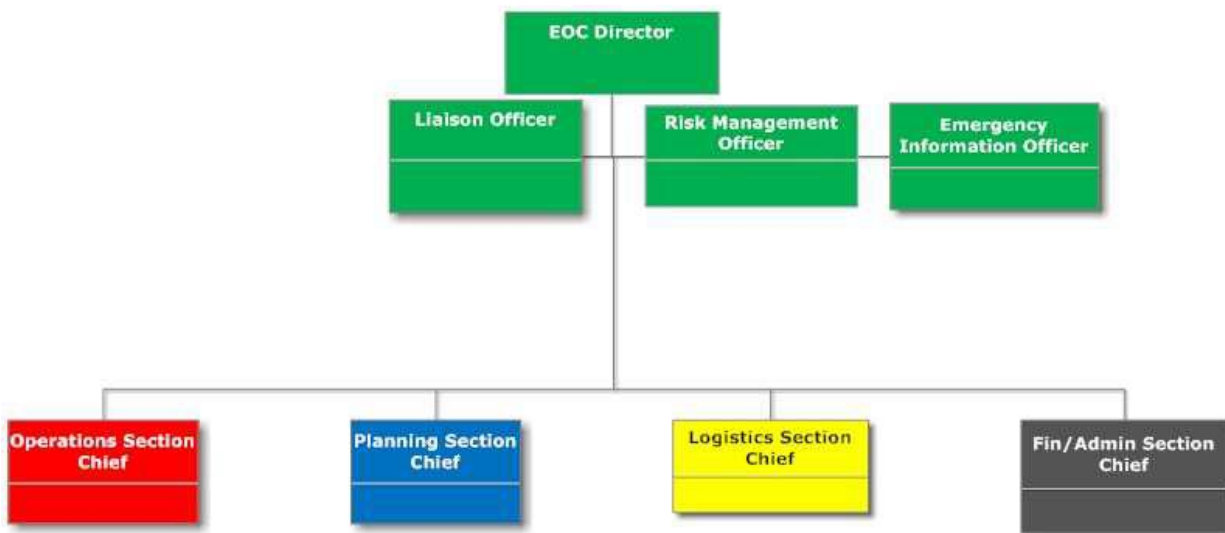 EOC Director
Liaison Officer
Risk Management
Officer
Emergency
Information Officer
Operations Section
Chief
Planning Section
Chief
Logistics Section
Chief
Fin/Admin Section
Chief